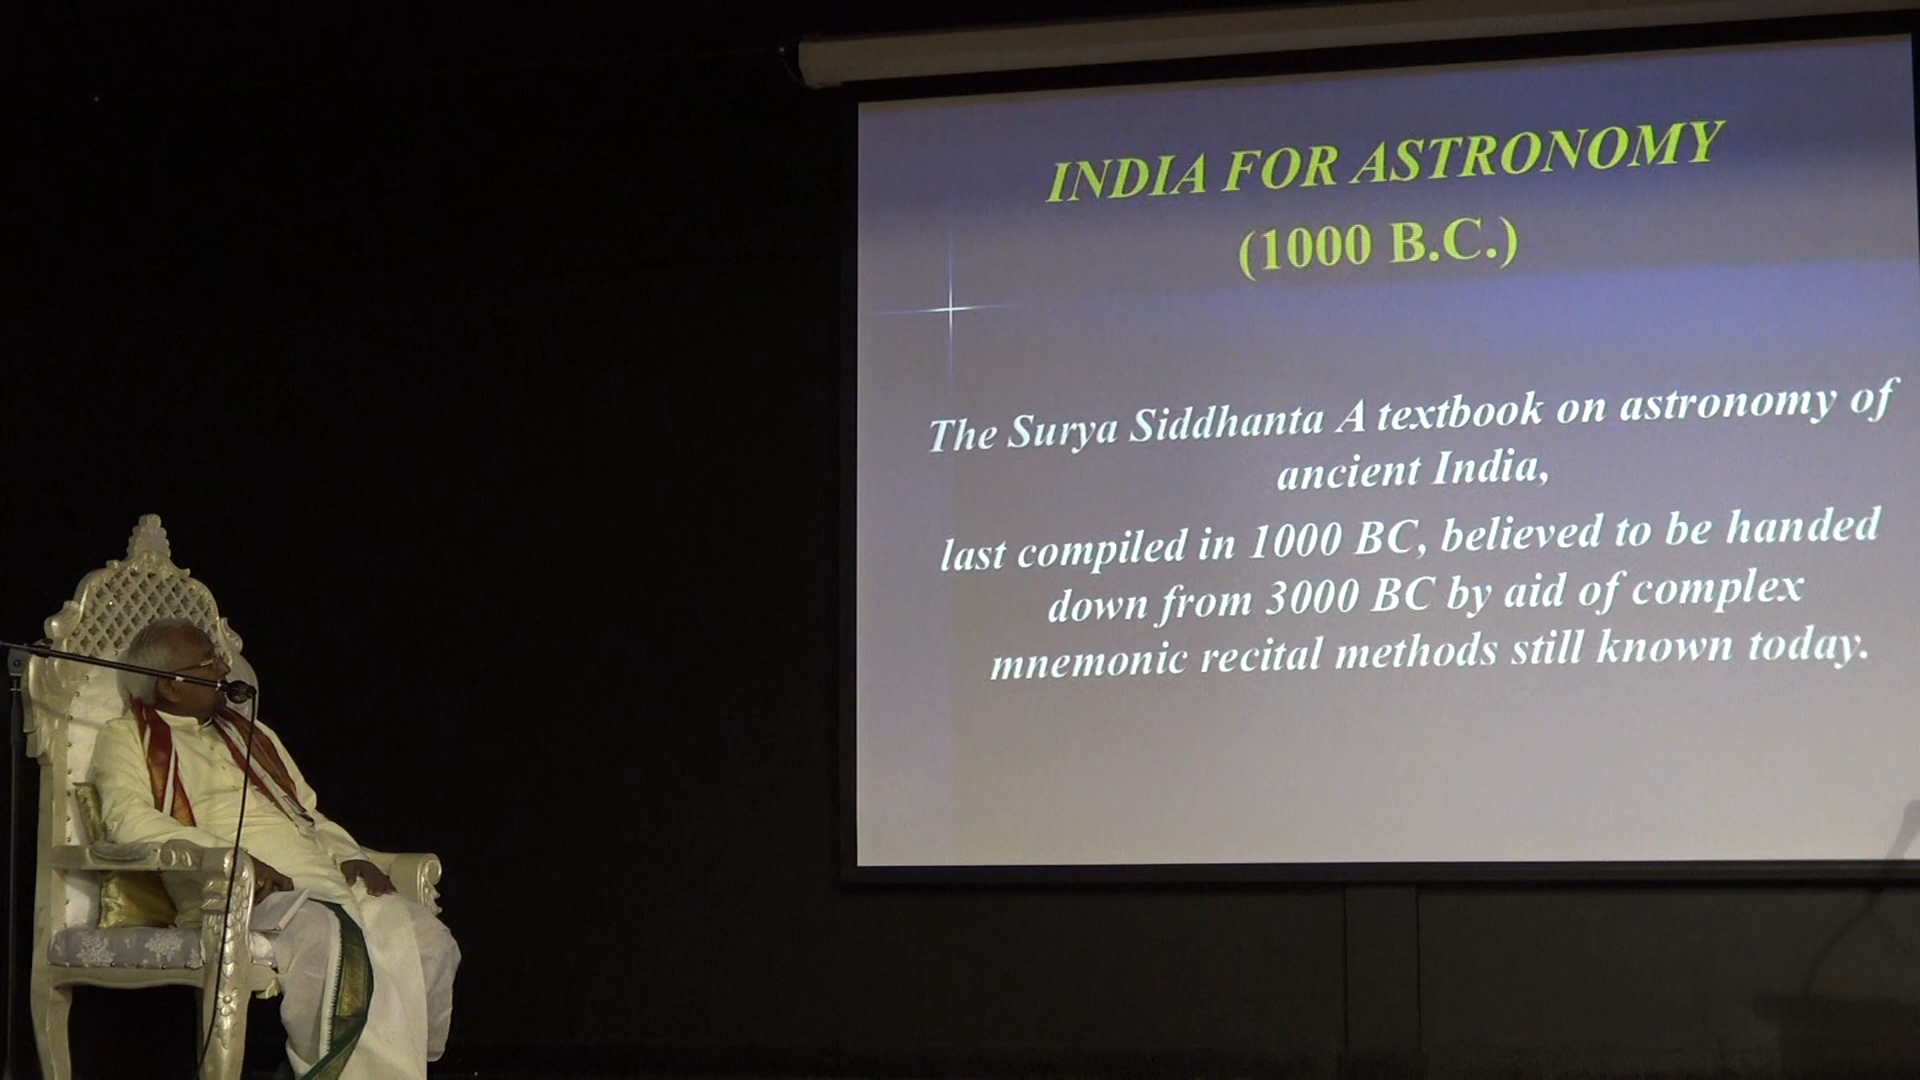 INDIA FOR ASTRONOMY
(1000 B.C.)
The Surya Siddhanta A textbook on astronomy of
ancient India,
last compiled in 1000 BC, believed to be handed
down from 3000 BC by aid of complex
mnemonic recital methods still known today.